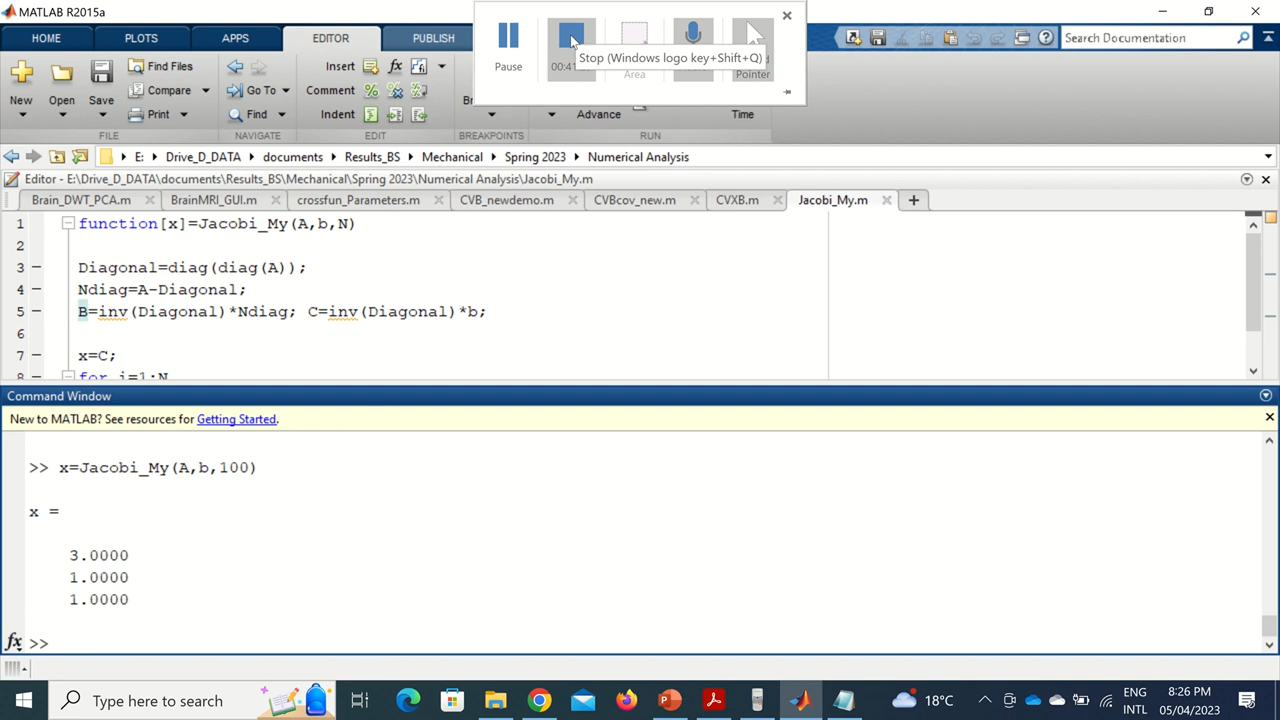 MATLAB R2015a
HOME PLOTS APPS EDITOR PUBLISH
Search Documentation
Pause
00:41
Stop (Windows logo key+Shift+Q)
Area
Pointer
New Open Save
Find Files
Compare
Print
Go To
Find
Insert
Comment
Indent
Advance
Time
FILE NAVIGATE EDIT BREAKPOINTS RUN
E: Drive_D_DATA documents Results_BS Mechanical Spring 2023 Numerical Analysis
Editor - E:\Drive_D_DATA\documents\Results_BS\Mechanical\Spring 2023\Numerical Analysis\Jacobi_My.m
Brain_DWT_PCA.m BrainMRI_GUI.m crossfun_Parameters.m CVB_newdemo.m CVBcov_new.m CVXB.m Jacobi_My.m
1 function[x]=Jacobi_My(A,b,N)
2
3 Diagonal=diag(diag(A));
4 Ndiag=A-Diagonal;
5 B=inv(Diagonal)*Ndiag; C=inv(Diagonal)*b;
6
7 x=C;
8 for i=1:N
Command Window
New to MATLAB? See resources for Getting Started.
>> x=Jacobi_My(A,b,100)
x =
3.0000
1.0000
1.0000
fx >>
Type here to search
18°C
ENG
INTL
8:26 PM
05/04/2023